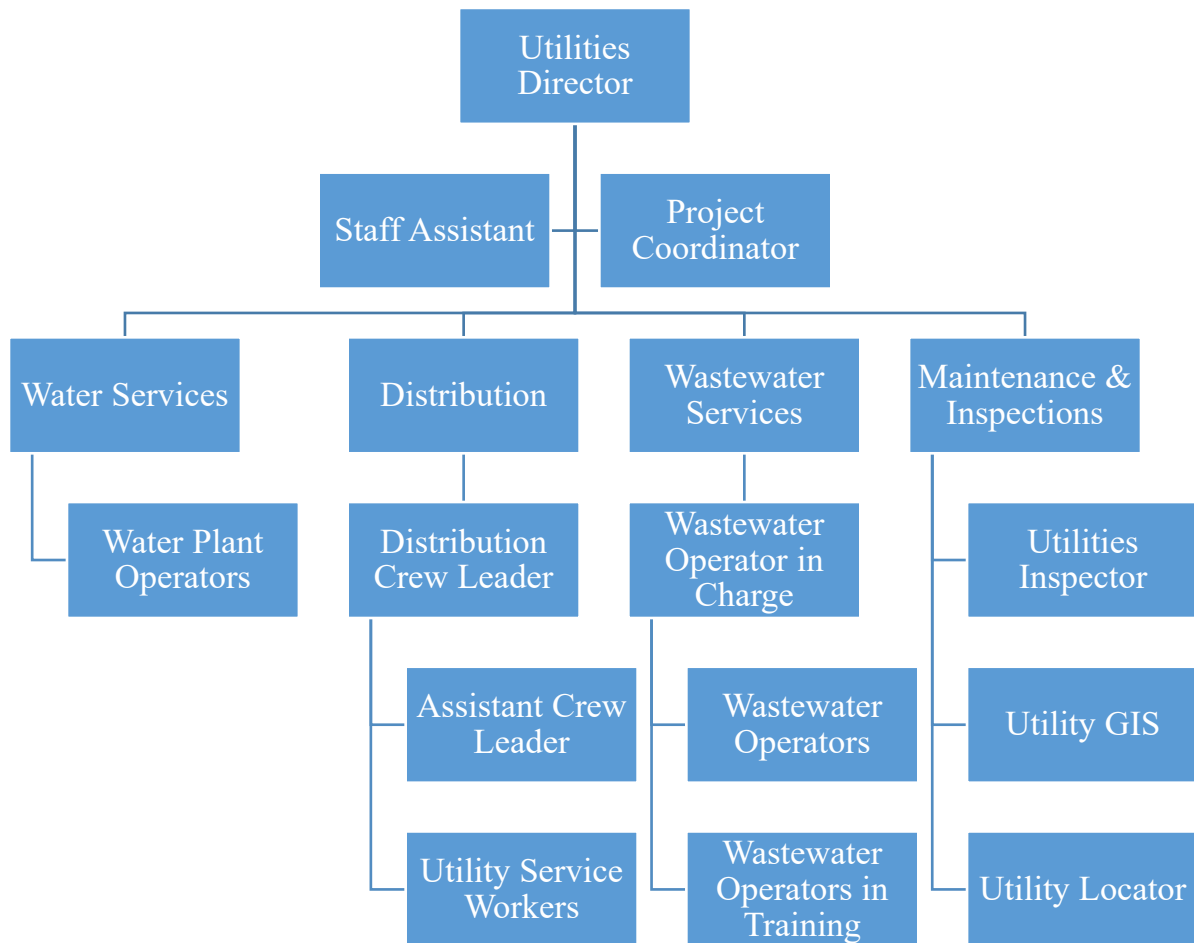 Utilities
Director
Staff Assistant
Project
Coordinator
Water Services
Distribution
Wastewater
Services
Maintenance &
Inspections
Water Plant
Operators
Distribution
Crew Leader
Wastewater
Operator in
Charge
Utilities
Inspector
Assistant Crew
Leader
Wastewater
Operators
Utility GIS
Utility Service
Workers
Wastewater
Operators in
Training
Utility Locator